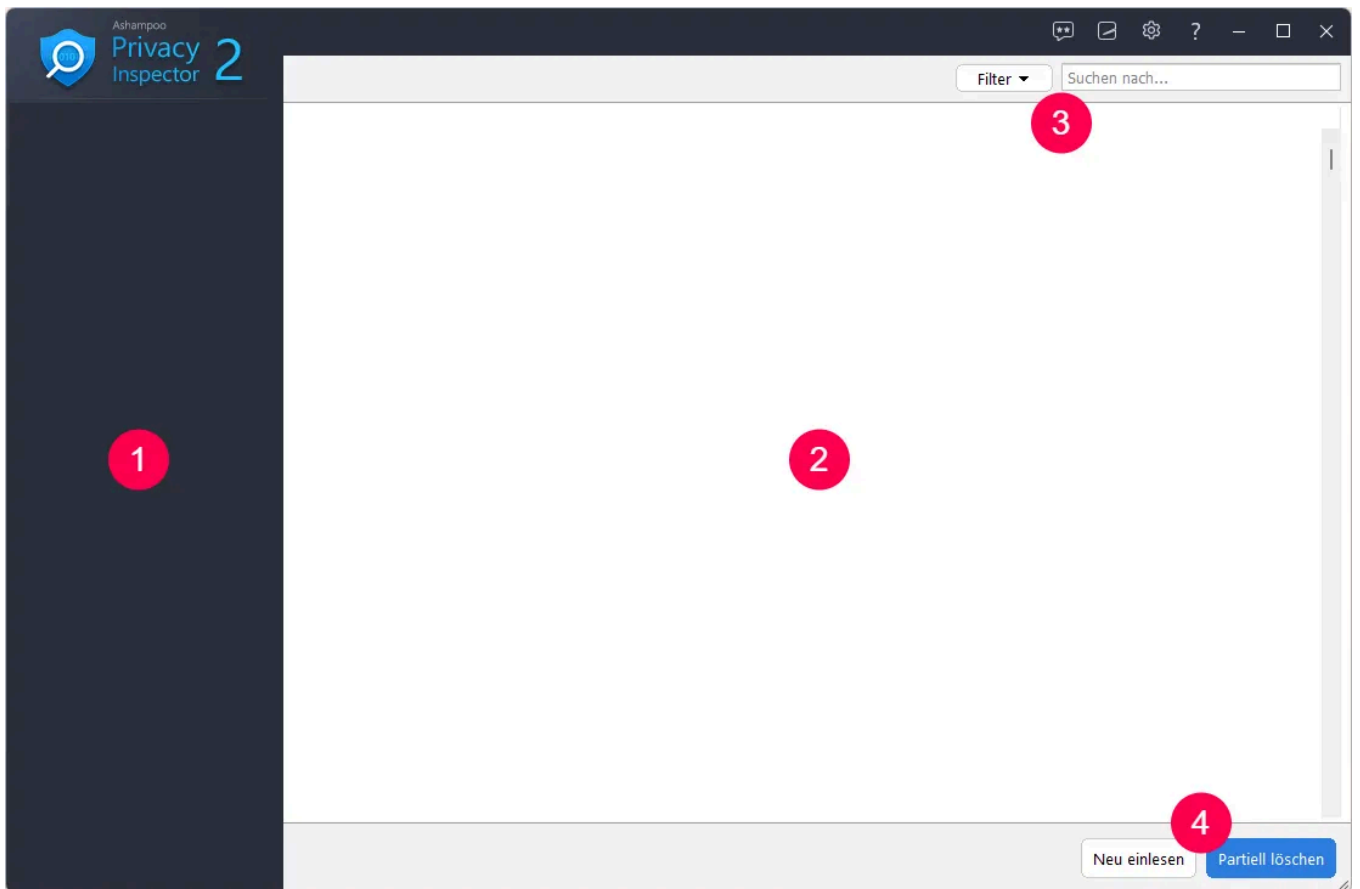 Ashampoo
Privacy
Inspector 2
? 
Filter
Suchen nach...
3
1
2
4
Neu einlesen
Partiell löschen